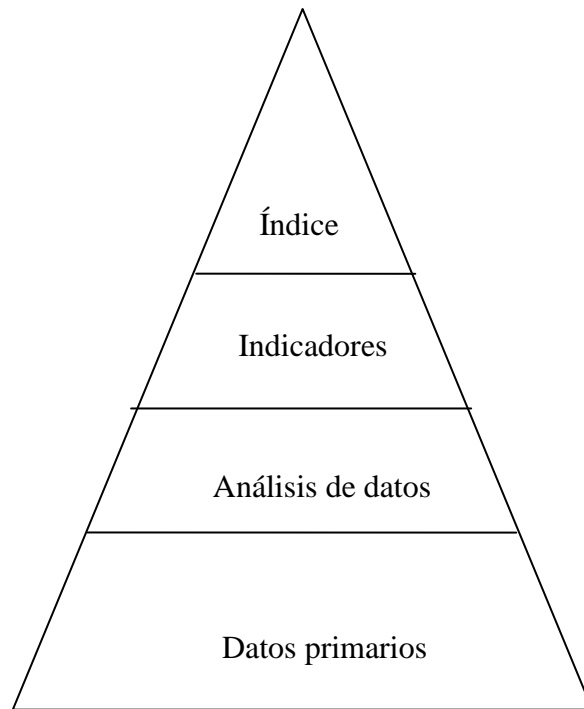 Índice
Indicadores
Análisis de datos
Datos primarios